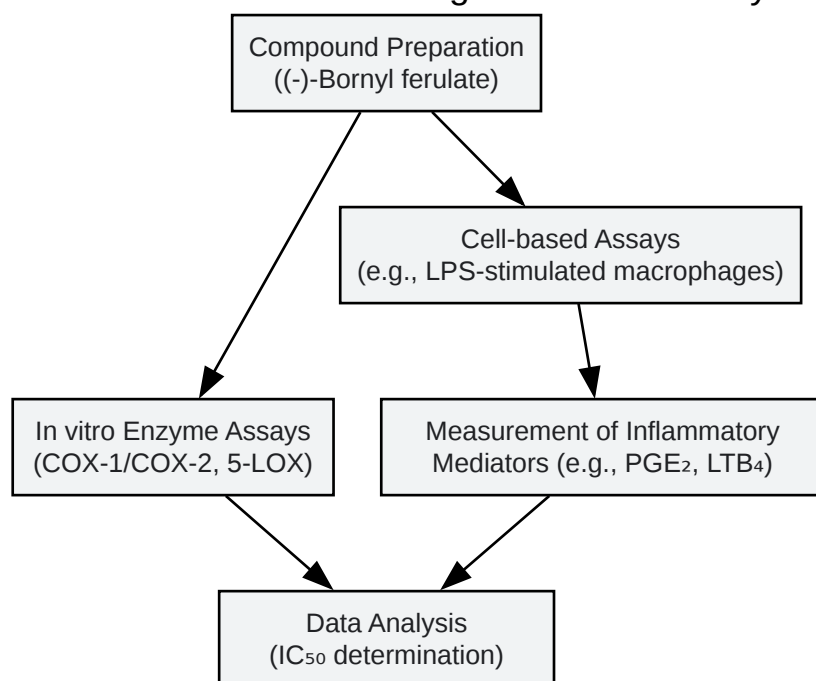 Compound Preparation
((-)-Bornyl ferulate)
Cell-based Assays
(e.g., LPS-stimulated macrophages)
In vitro Enzyme Assays
(COX-1/COX-2, 5-LOX)
Measurement of Inflammatory
Mediators (e.g., PGE₂, LTB₄)
Data Analysis
(IC₅₀ determination)